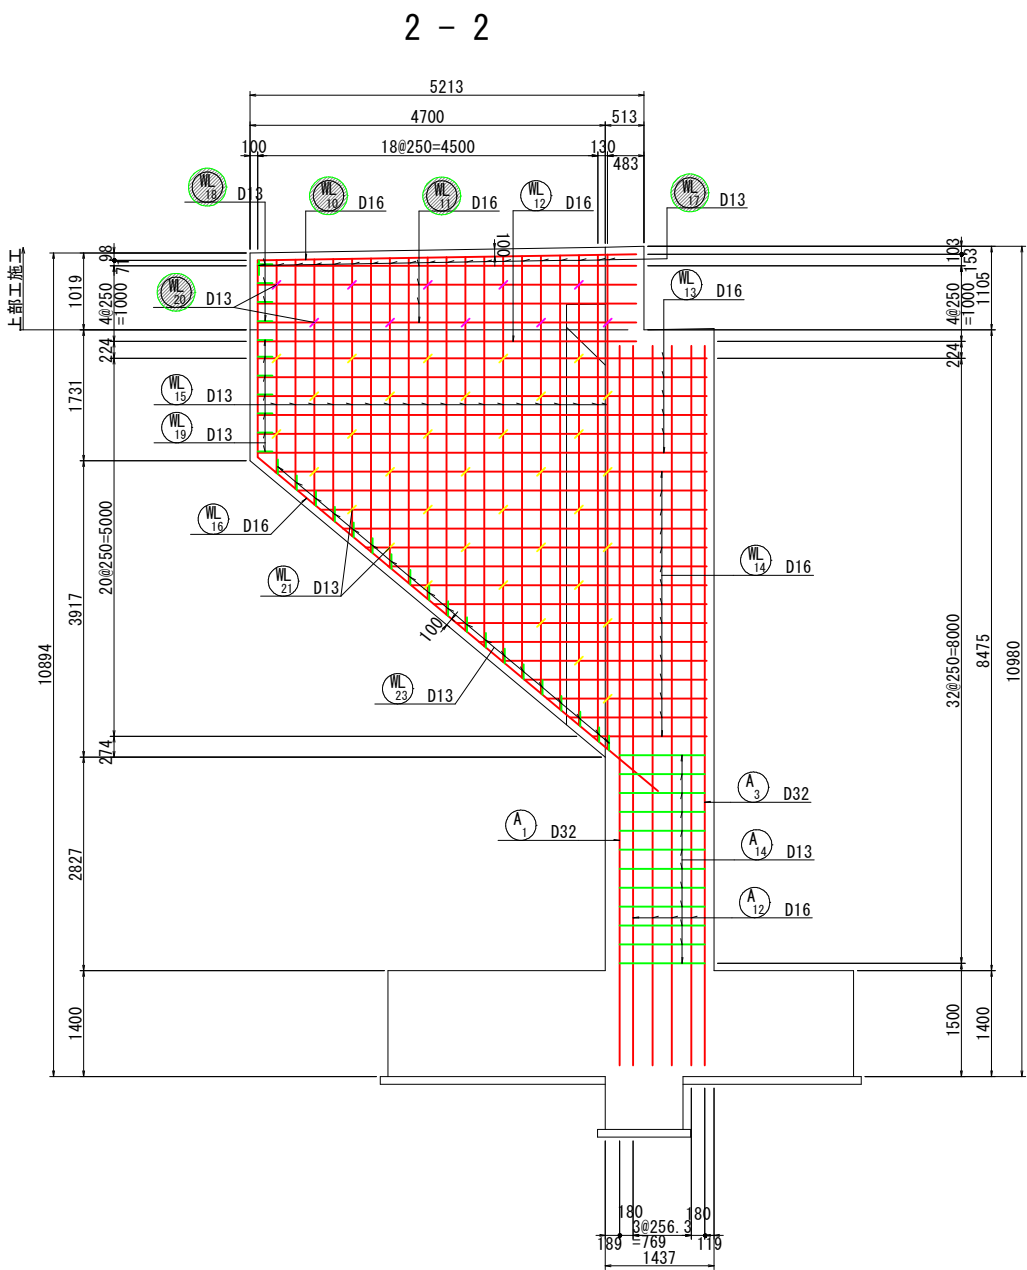 2 − 2
5213
4700 513
100 18@250=4500 130
483
WL 18 D13
WL 10 D16
WL 11 D16
WL 12 D16
WL 17 D13
100
上部工施工
98
71
1019
4@250
=1000
224
103
153
4@250
=1000
1105
224
WL 20 D13
WL 13 D16
1731
WL 15 D13
WL 19 D13
WL 16 D16
20@250=5000
WL 21 D13
WL 14 D16
3917
100
10894
32@250=8000
8475
10980
WL 23 D13
274
A 3 D32
A 1 D32
A 14 D13
2827
A 12 D16
1400
1500
1400
180 180
3@256.3
189 =769 119
1437